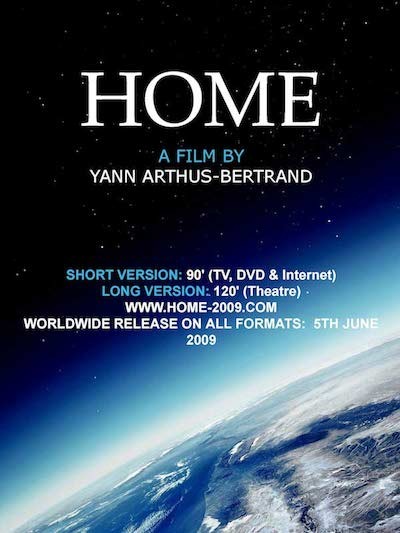 HOME
A FILM BY
YANN ARTHUS-BERTRAND
SHORT VERSION: 90' (TV, DVD & Internet)
LONG VERSION: 120' (Theatre)
WWW.HOME-2009.COM
WORLDWIDE RELEASE ON ALL FORMATS: 5TH JUNE
2009